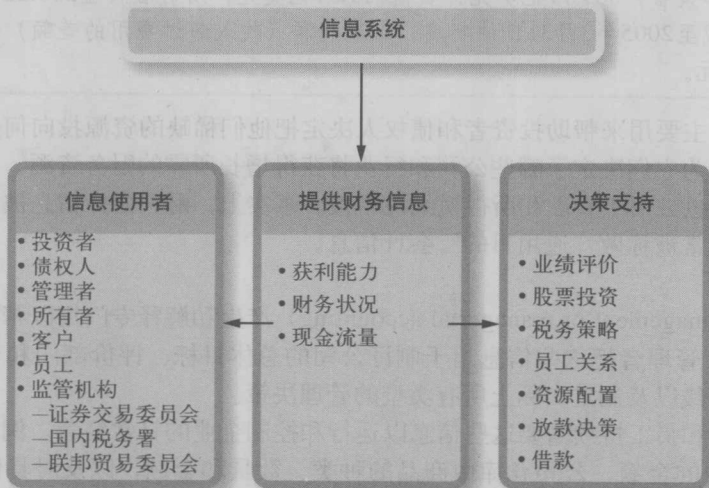 信息系统
信息使用者
• 投资者
• 债权人
• 管理者
• 所有者
• 客户
• 员工
• 监管机构
—证券交易委员会
—国内税务署
—联邦贸易委员会
提供财务信息
• 获利能力
• 财务状况
• 现金流量
决策支持
• 业绩评价
• 股票投资
• 税务策略
• 员工关系
• 资源配置
• 放款决策
• 借款